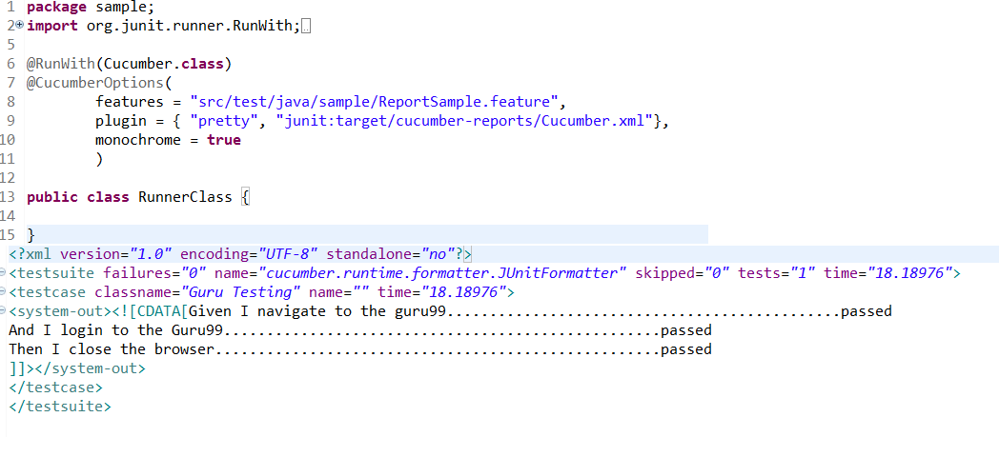 1 package sample;
2 import org.junit.runner.RunWith;
5
6 @RunWith(Cucumber.class)
7 @CucumberOptions(
8 features = "src/test/java/sample/ReportSample.feature",
9 plugin = { "pretty", "junit:target/cucumber-reports/Cucumber.xml"},
10 monochrome = true
11 )
12
13 public class RunnerClass {
14
15 }
<?xml version="1.0" encoding="UTF-8" standalone="no"?>
<testsuite failures="0" name="cucumber.runtime.formatter.JUnitFormatter" skipped="0" tests="1" time="18.18976">
<testcase classname="Guru Testing" name="" time="18.18976">
<system-out><![CDATA[Given I navigate to the guru99..............................................passed
And I login to the Guru99...................................................passed
Then I close the browser....................................................passed
]]></system-out>
</testcase>
</testsuite>